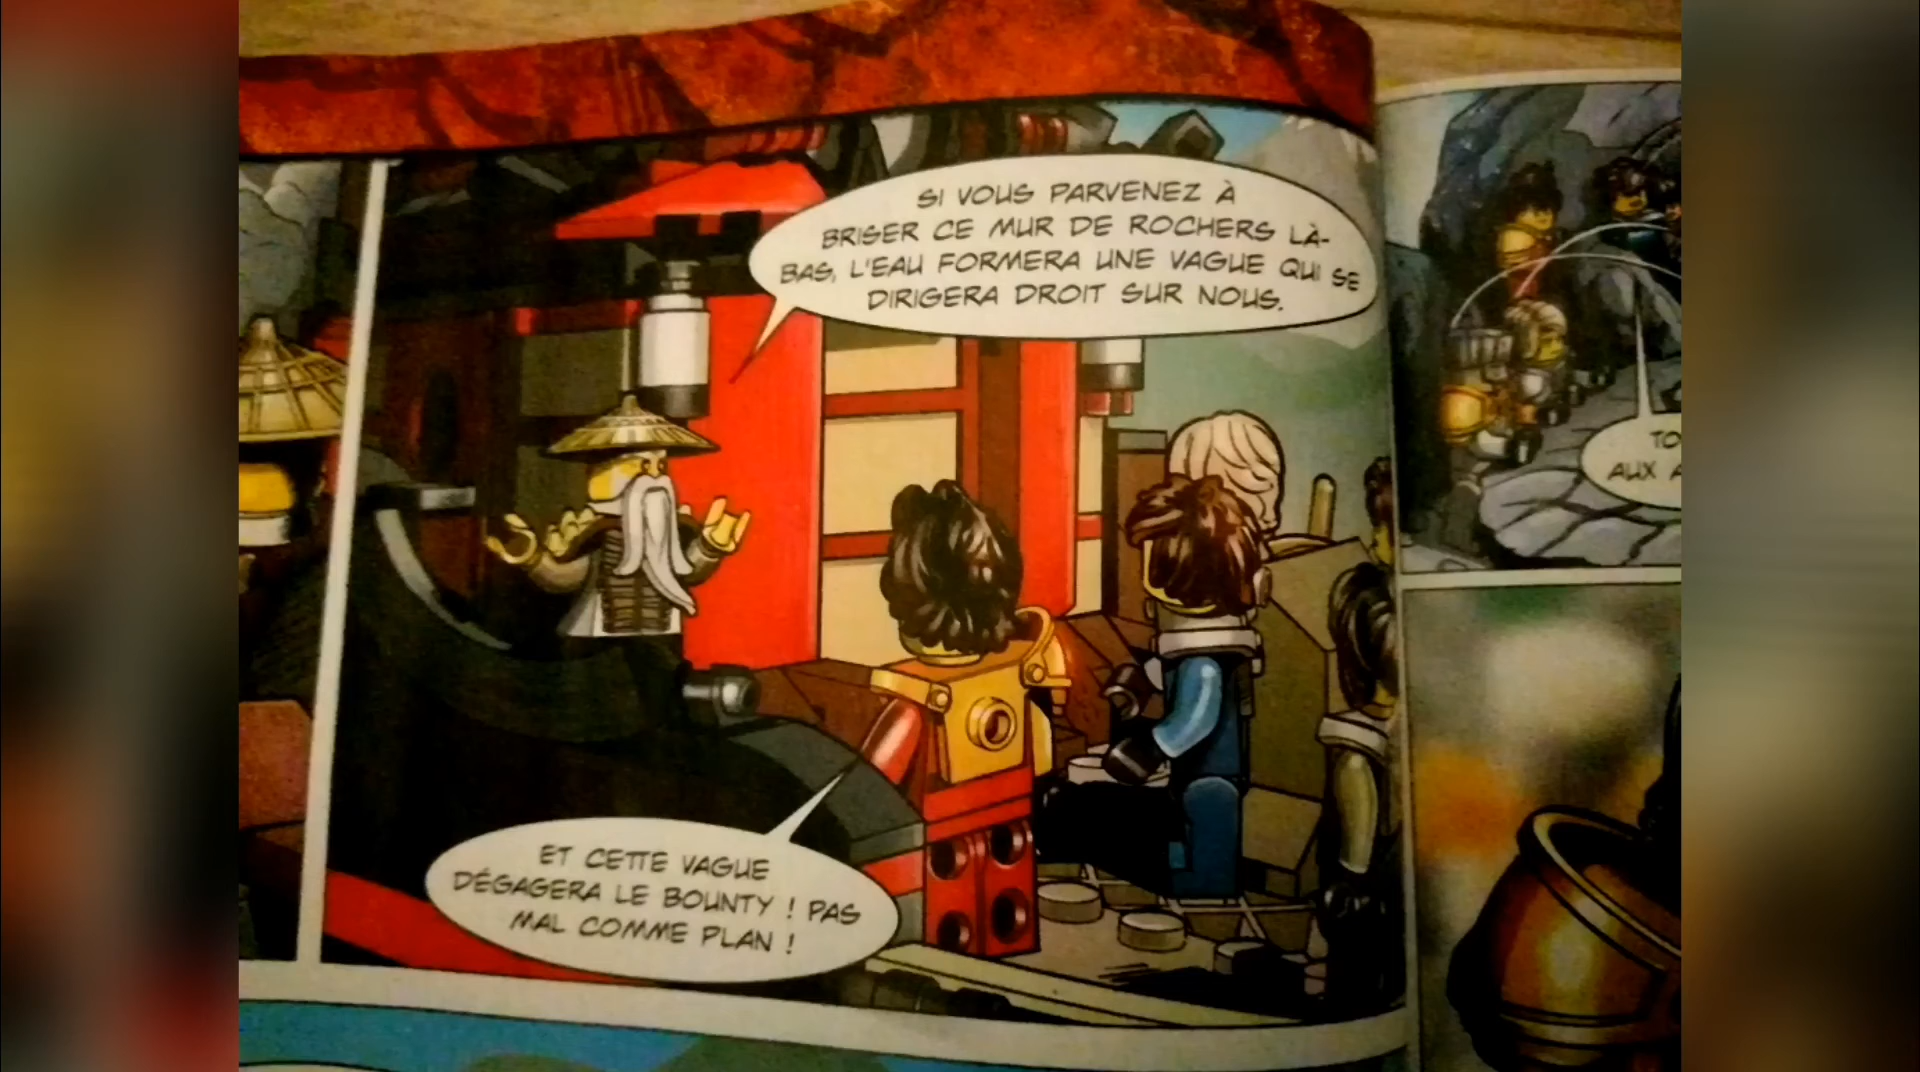 SI VOUS PARVENEZ À
BRISER CE MUR DE ROCHERS LÀ-
BAS, L'EAU FORMERA UNE VAGUE QUI SE
DIRIGERA DROIT SUR NOUS.
ET CETTE VAGUE
DÉGAGERA LE BOUNTY ! PAS
MAL COMME PLAN !
AUX